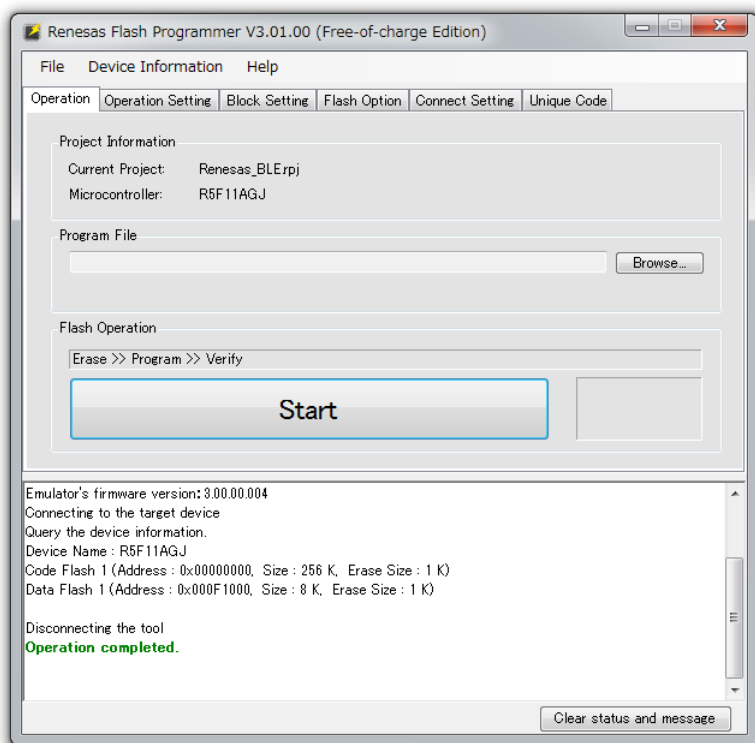 Renesas Flash Programmer V3.01.00 (Free-of-charge Edition)
File Device Information Help
Operation Operation Setting Block Setting Flash Option Connect Setting Unique Code
Project Information
Current Project: Renesas_BLE.rpj
Microcontroller: R5F11AGJ
Program File
Browse...
Flash Operation
Erase >> Program >> Verify
Start
Emulator's firmware version: 3.00.00.004
Connecting to the target device
Query the device information.
Device Name : R5F11AGJ
Code Flash 1 (Address : 0x00000000, Size : 256 K, Erase Size : 1 K)
Data Flash 1 (Address : 0x000F1000, Size : 8 K, Erase Size : 1 K)
Disconnecting the tool
Operation completed.
Clear status and message